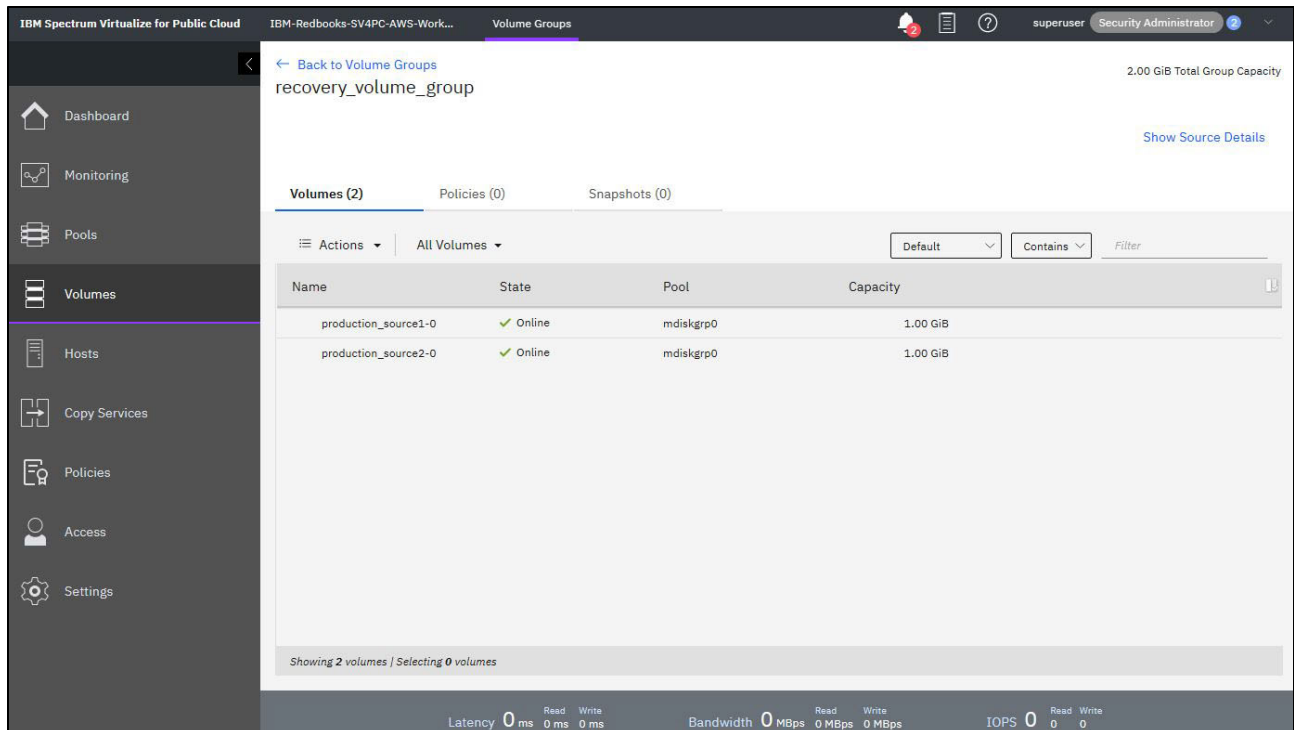 IBM Spectrum Virtualize for Public Cloud IBM-Redbooks-SV4PC-AWS-Work... Volume Groups 2 superuser Security Administrator 2
Back to Volume Groups
recovery_volume_group
2.00 GiB Total Group Capacity
Show Source Details
Dashboard
Monitoring
Pools
Volumes
Hosts
Copy Services
Policies
Access
Settings
Volumes (2) Policies (0) Snapshots (0)
Actions All Volumes Default Contains Filter
Name State Pool Capacity
production_source1-0 Online mdiskgrp0 1.00 GiB
production_source2-0 Online mdiskgrp0 1.00 GiB
Showing 2 volumes | Selecting 0 volumes
Read Write Read Write Read Write
Latency 0 ms 0 ms 0 ms Bandwidth 0 MBps 0 MBps 0 MBps IOPS 0 0 0